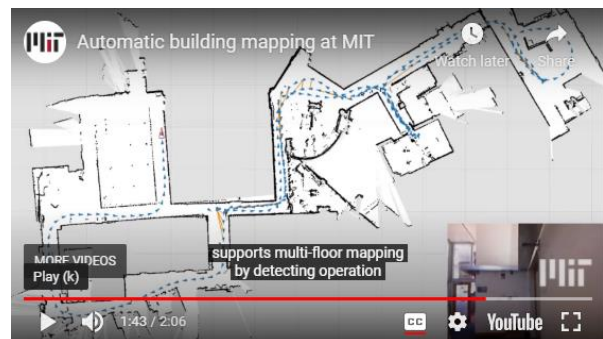 MIT
Automatic building mapping at MIT
Watch later
Share
MORE VIDEOS
Play (k)
supports multi-floor mapping
by detecting operation
MIT
1:43 / 2:06
CC
YouTube